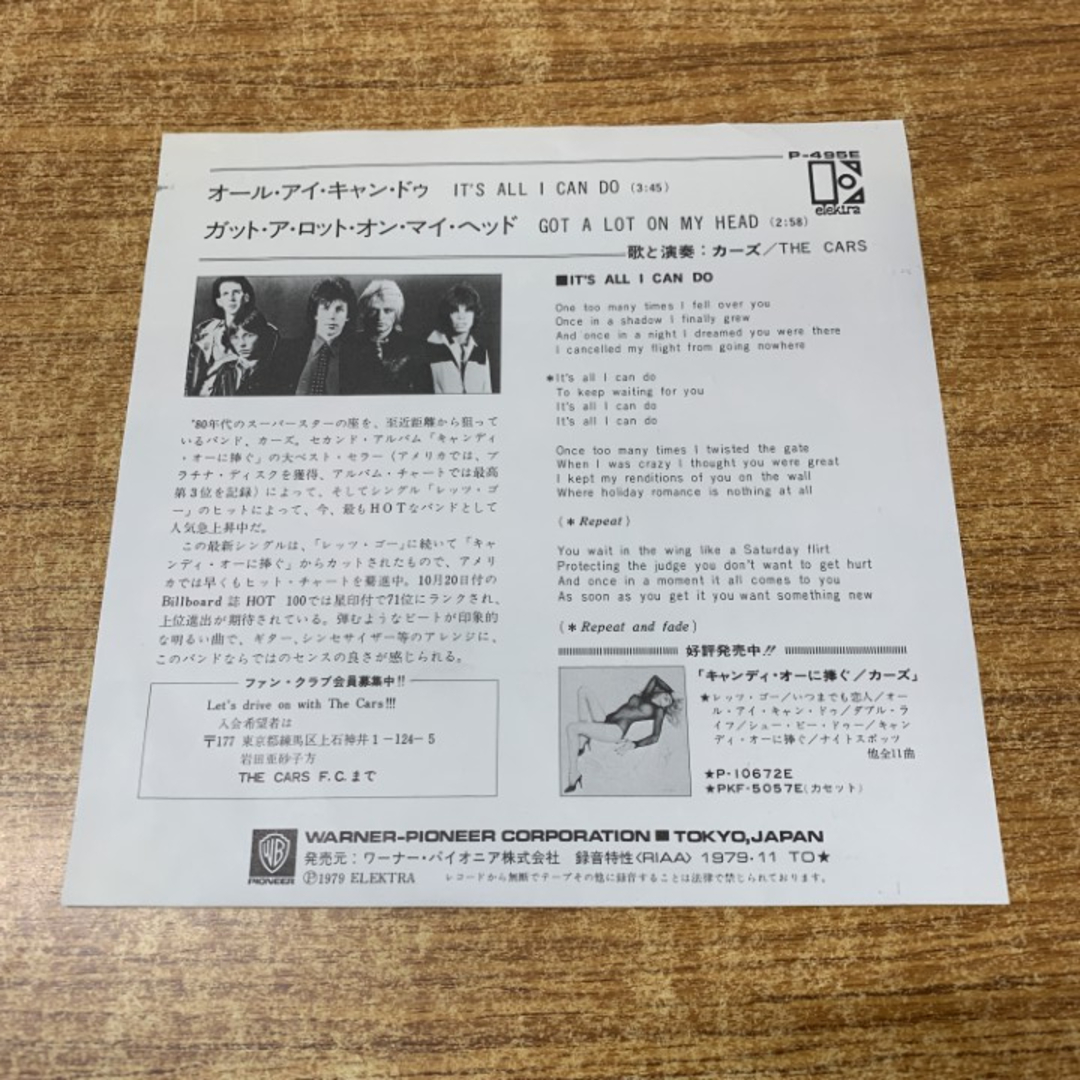 P-495E
オール・アイ・キャン・ドゥ IT'S ALL I CAN DO (3:45)
elektra
ガット・ア・ロット・オン・マイ・ヘッド GOT A LOT ON MY HEAD (2:58)
歌と演奏：カーズ／THE CARS
'80年代のスーパースターの座を、至近距離から狙って
いるバンド、カーズ。セカンド・アルバム「キャンディ
・オーに捧ぐ」の大ベスト・セラー（アメリカでは、プ
ラチナ・ディスクを獲得、アルバム・チャートでは最高
第3位を記録）によって、そしてシングル「レッツ・ゴ
ー」のヒットによって、今、最もHOTなバンドとして
人気急上昇中だ。
この最新シングルは、「レッツ・ゴー」に続いて「キャ
ンディ・オーに捧ぐ」からカットされたもので、アメリ
カでは早くもヒット・チャートを驀進中。10月20日付の
Billboard 誌 HOT 100では星印付で71位にランクされ、
上位進出が期待されている。弾むようなビートが印象的
な明るい曲で、ギター、シンセサイザー等のアレンジに、
このバンドならではのセンスの良さが感じられる。
ファン・クラブ会員募集中!!
Let's drive on with The Cars!!!
入会希望者は
〒177 東京都練馬区上石神井1-124-5
岩田亜砂子方
THE CARS F.C.まで
■IT'S ALL I CAN DO
One too many times I fell over you
Once in a shadow I finally grew
And once in a night I dreamed you were there
I cancelled my flight from going nowhere
*It's all I can do
To keep waiting for you
It's all I can do
It's all I can do
Once too many times I twisted the gate
When I was crazy I thought you were great
I kept my renditions of you on the wall
Where holiday romance is nothing at all
(* Repeat)
You wait in the wing like a Saturday flirt
Protecting the judge you don't want to get hurt
And once in a moment it all comes to you
As soon as you get it you want something new
(* Repeat and fade)
好評発売中!!
「キャンディ・オーに捧ぐ／カーズ」
★レッツ・ゴー／いつまでも恋人／オー
ル・アイ・キャン・ドゥ／ダブル・ラ
イフ／シュー・ビー・ドゥー／キャン
ディ・オーに捧ぐ／ナイトスポッツ
他全11曲
★P-10672E
★PKF-5057E(カセット)
WB
PIONEER
WARNER-PIONEER CORPORATION ■ TOKYO,JAPAN
発売元：ワーナー・パイオニア株式会社 録音特性〈RIAA〉1979・11 TO★
Ⓟ1979 ELEKTRA レコードから無断でテープその他に録音することは法律で禁じられております。